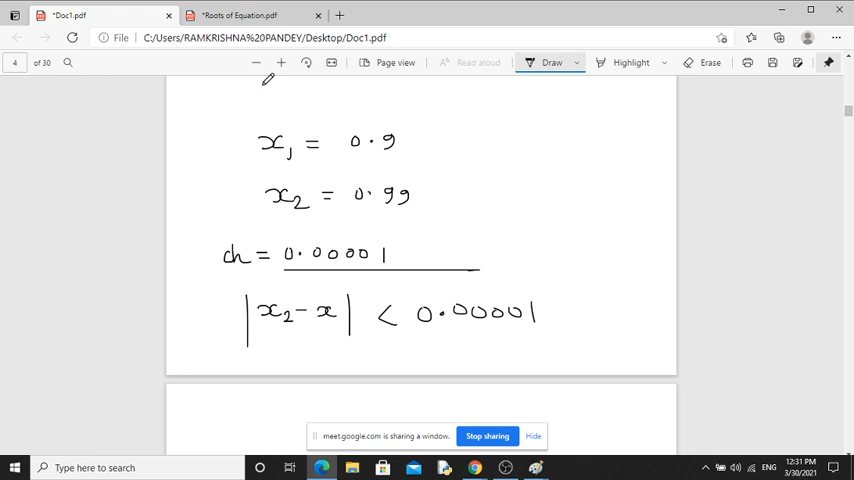 *Doc1.pdf
*Roots of Equation.pdf
File C:/Users/RAMKRISHNA%20PANDEY/Desktop/Doc1.pdf
4 of 30 Page view Read aloud Draw Highlight Erase
x₁ = 0.9
x₂ = 0.99
ch = 0.00001
|x₂ - x| < 0.00001
meet.google.com is sharing a window. Stop sharing Hide
Type here to search
ENG
12:31 PM
3/30/2021